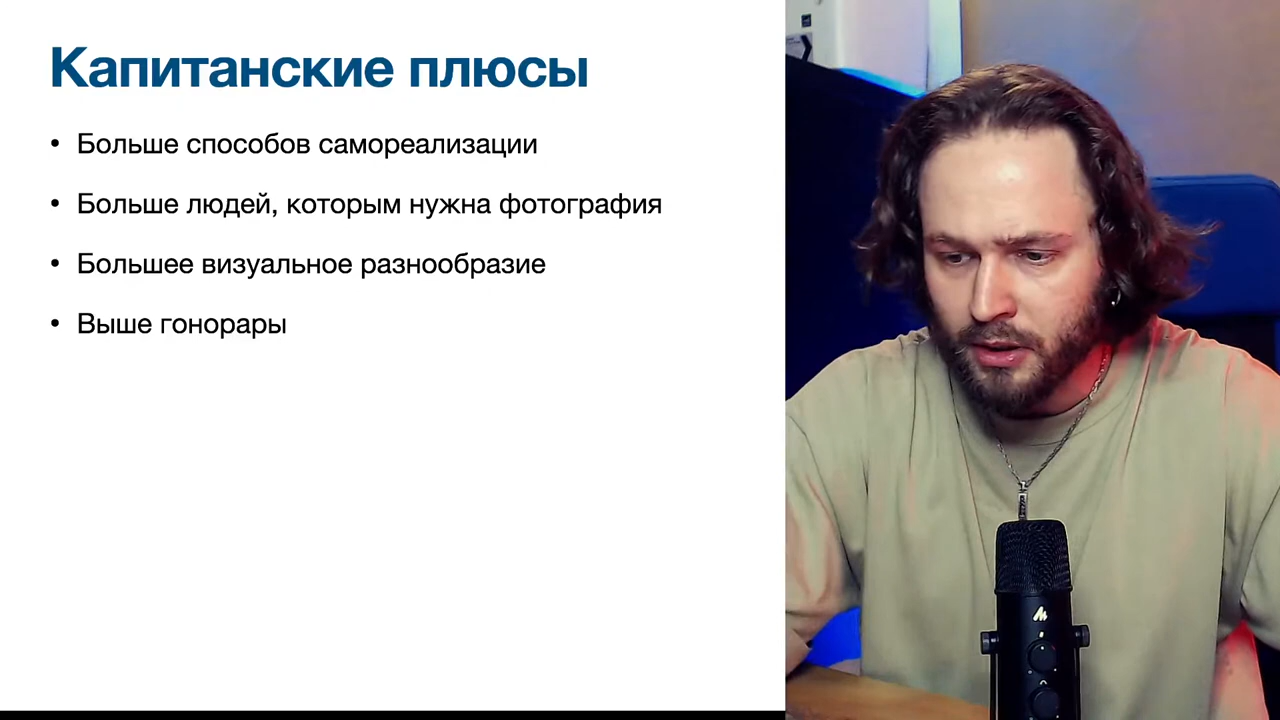 Капитанские плюсы
• Больше способов самореализации
• Больше людей, которым нужна фотография
• Большее визуальное разнообразие
• Выше гонорары